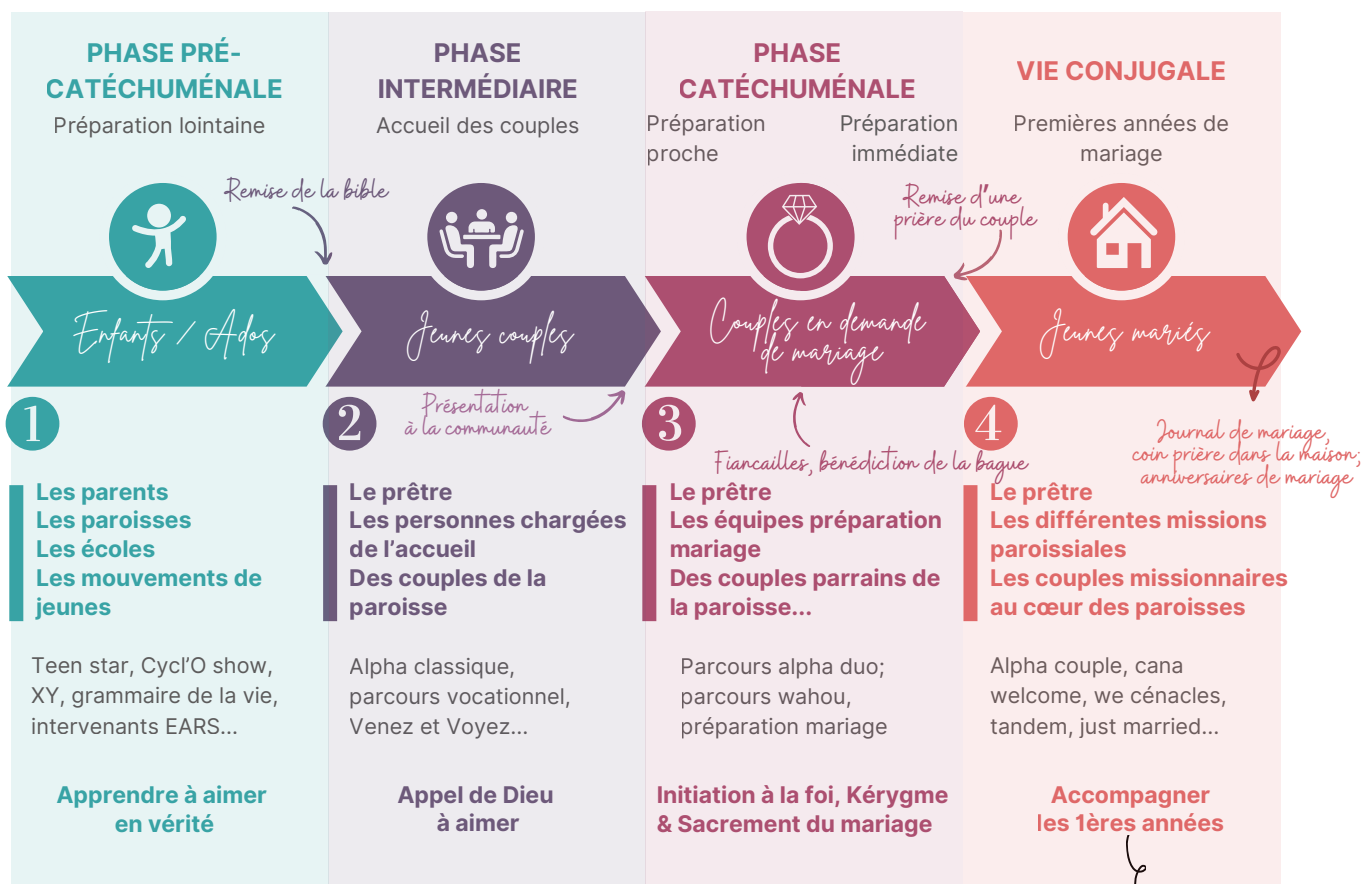 PHASE PRÉ-
CATÉCHUMÉNALE
Préparation lointaine
Remise de la bible
Enfants / Ados
1
Les parents
Les paroisses
Les écoles
Les mouvements de
jeunes
Teen star, Cycl'O show,
XY, grammaire de la vie,
intervenants EARS...
Apprendre à aimer
en vérité
PHASE
INTERMÉDIAIRE
Accueil des couples
Jeunes couples
Présentation
à la communauté
2
Le prêtre
Les personnes chargées
de l'accueil
Des couples de la
paroisse
Alpha classique,
parcours vocationnel,
Venez et Voyez...
Appel de Dieu
à aimer
PHASE
CATÉCHUMÉNALE
Préparation
proche
Préparation
immédiate
Remise d'une
prière du couple
Couples en demande
de mariage
3
Fiancailles, bénédiction de la bague
Le prêtre
Les équipes préparation
mariage
Des couples parrains de
la paroisse...
Parcours alpha duo;
parcours wahou,
préparation mariage
Initiation à la foi, Kérygme
& Sacrement du mariage
VIE CONJUGALE
Premières années de
mariage
Jeunes mariés
4
Journal de mariage,
coin prière dans la maison;
anniversaires de mariage
Le prêtre
Les différentes missions
paroissiales
Les couples missionnaires
au cœur des paroisses
Alpha couple, cana
welcome, we cénacles,
tandem, just married...
Accompagner
les 1ères années